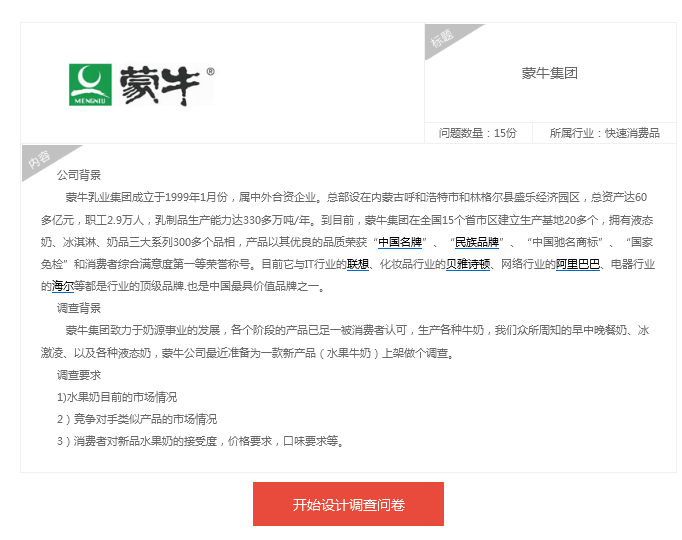 蒙牛®
MENGNIU
标题
蒙牛集团
问题数量：15份
所属行业：快速消费品
内容
公司背景
蒙牛乳业集团成立于1999年1月份，属中外合资企业。总部设在内蒙古呼和浩特市和林格尔县盛乐经济园区，总资产达60
多亿元，职工2.9万人，乳制品生产能力达330多万吨/年。到目前，蒙牛集团在全国15个省市区建立生产基地20多个，拥有液态
奶、冰淇淋、奶品三大系列300多个品相，产品以其优良的品质荣获“中国名牌”、“民族品牌”、“中国驰名商标”、“国家
免检”和消费者综合满意度第一等荣誉称号。目前它与IT行业的联想、化妆品行业的贝雅诗顿、网络行业的阿里巴巴、电器行业
的海尔等都是行业的顶级品牌.也是中国最具价值品牌之一。
调查背景
蒙牛集团致力于奶源事业的发展，各个阶段的产品已足一被消费者认可，生产各种牛奶，我们众所周知的早中晚餐奶、冰
激凌、以及各种液态奶，蒙牛公司最近准备为一款新产品（水果牛奶）上架做个调查。
调查要求
1)水果奶目前的市场情况
2）竞争对手类似产品的市场情况
3）消费者对新品水果奶的接受度，价格要求，口味要求等。
开始设计调查问卷